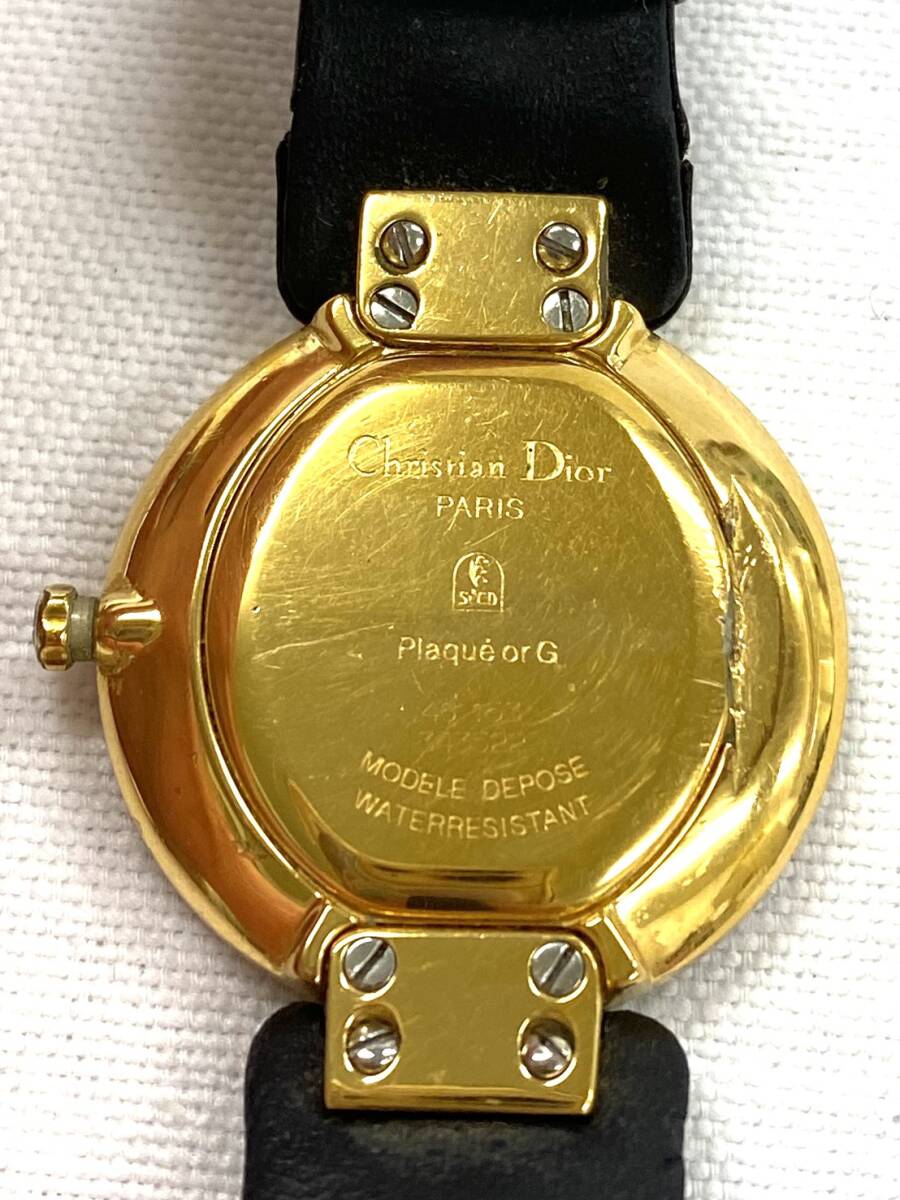 Christian Dior
PARIS
Plaqué or G
MODELE DEPOSE
WATERRESISTANT